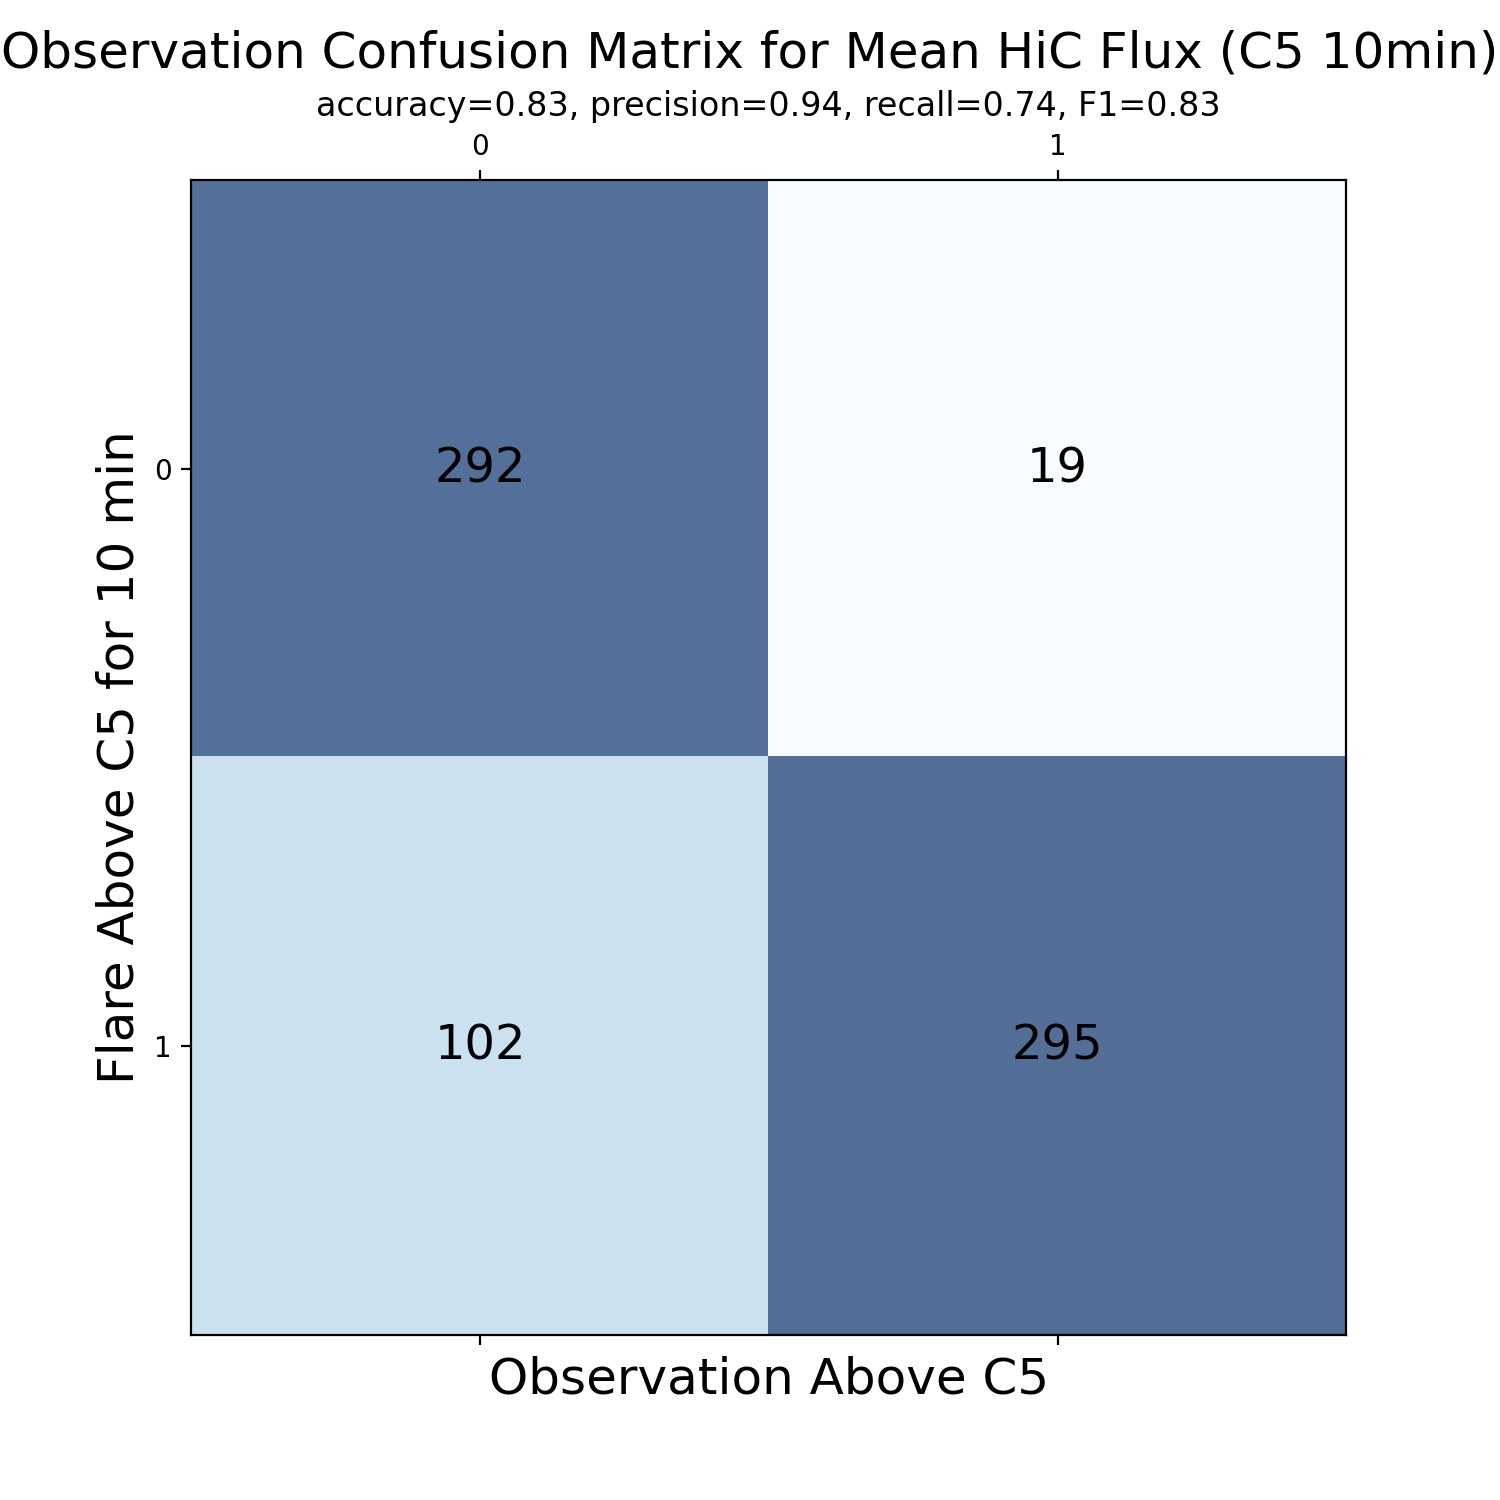 Observation Confusion Matrix for Mean HiC Flux (C5 10min)
accuracy=0.83, precision=0.94, recall=0.74, F1=0.83
0 1
Flare Above C5 for 10 min
0
292 19
1
102 295
Observation Above C5